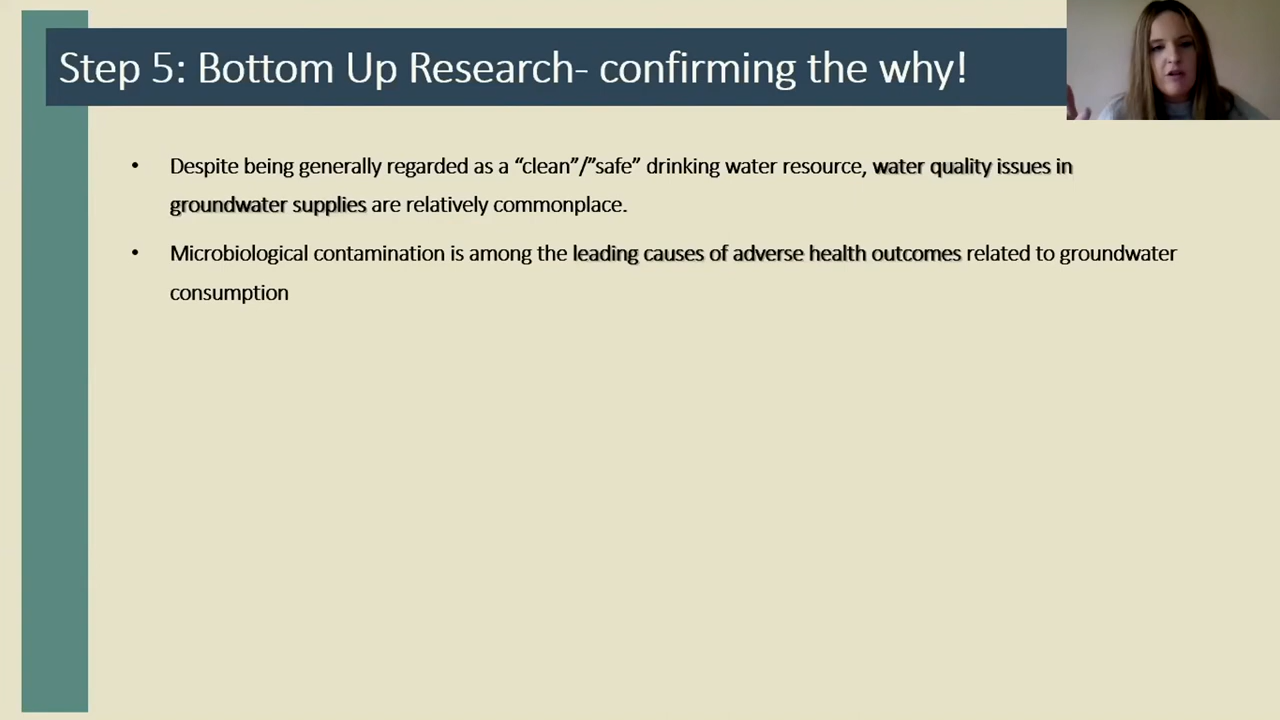 Step 5: Bottom Up Research- confirming the why!
• Despite being generally regarded as a “clean”/”safe” drinking water resource, water quality issues in
groundwater supplies are relatively commonplace.
• Microbiological contamination is among the leading causes of adverse health outcomes related to groundwater
consumption